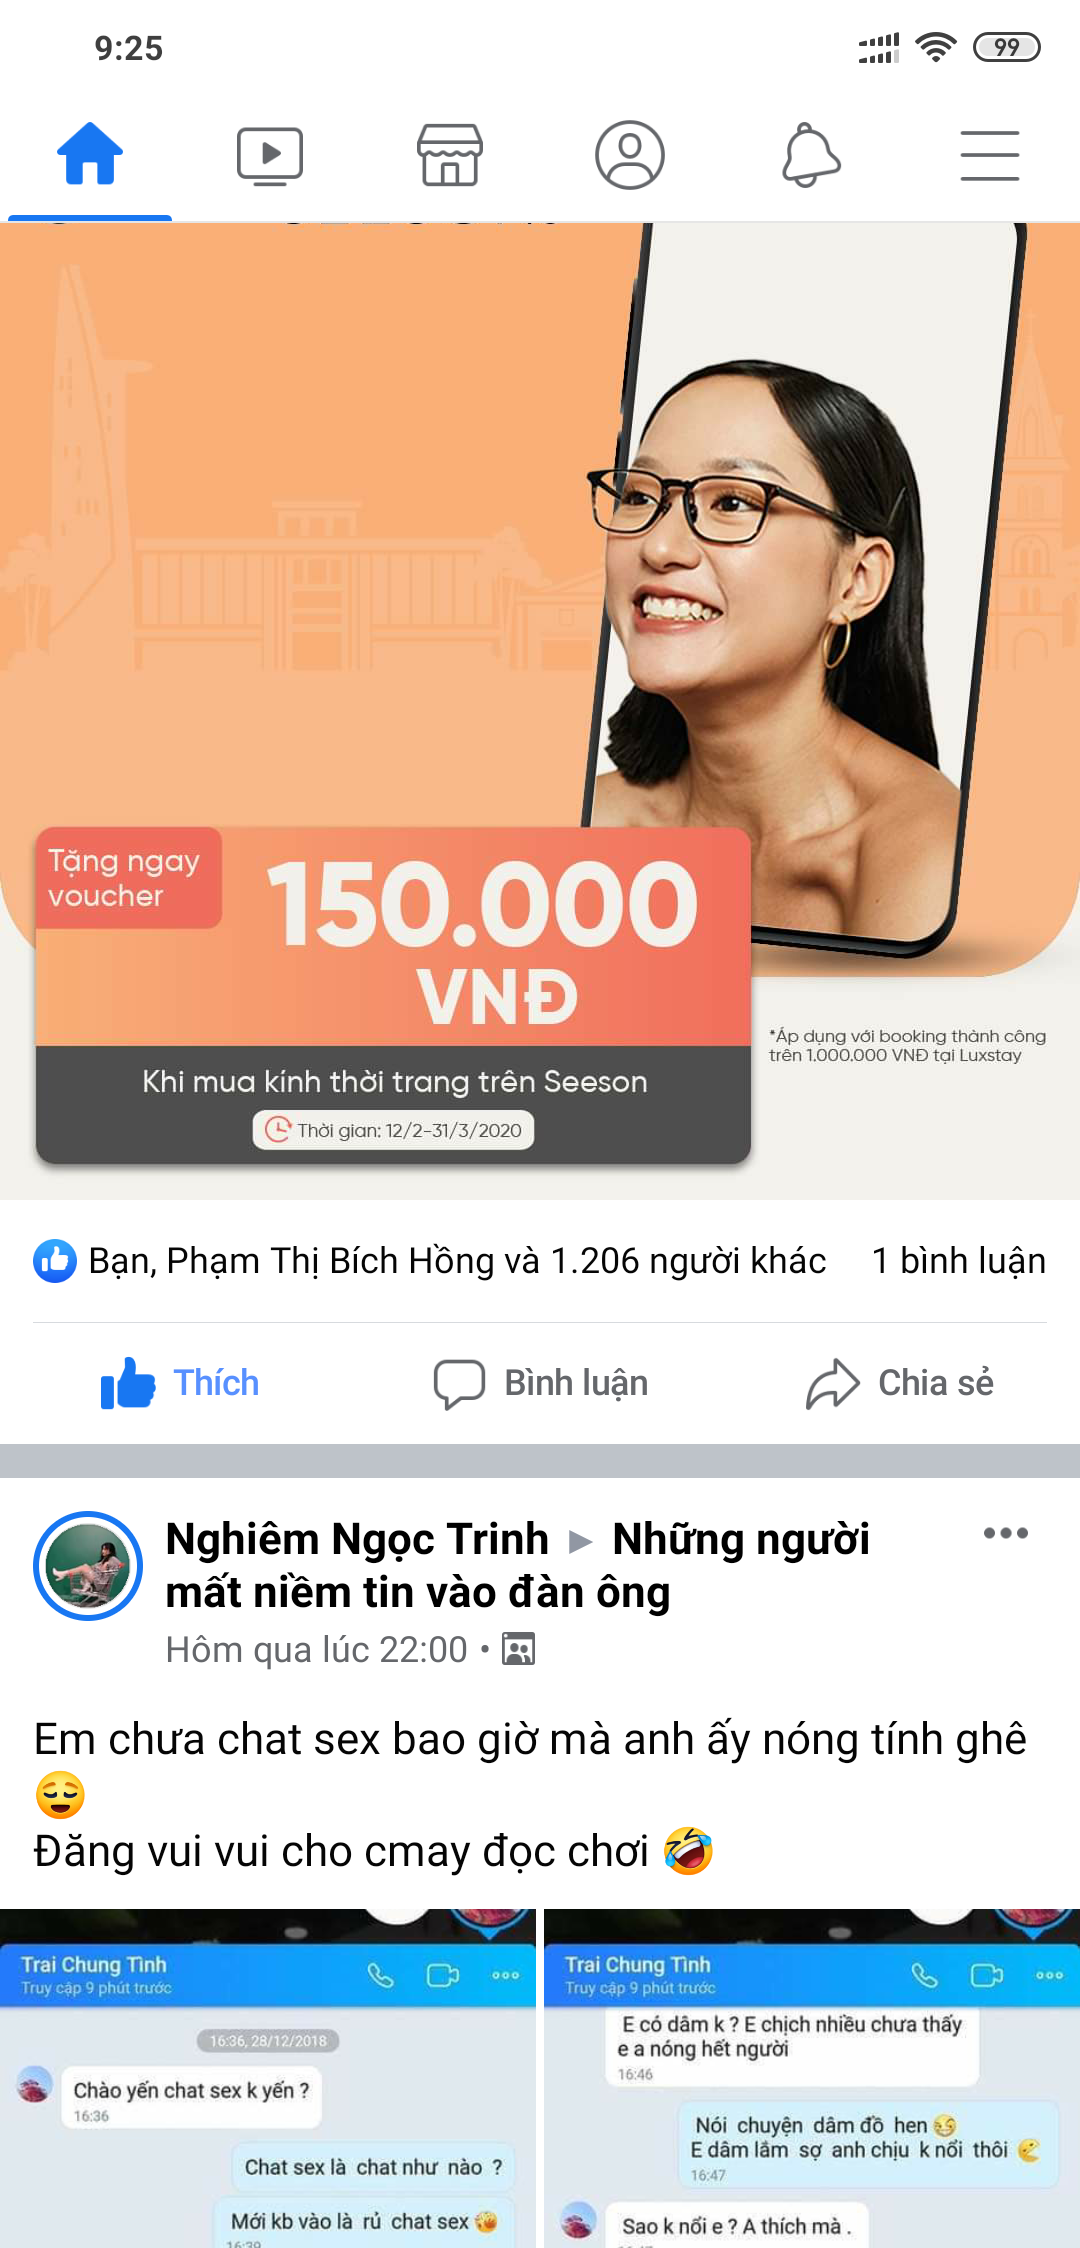 9:25
99
Tặng ngay
voucher
150.000
VNĐ
Khi mua kính thời trang trên Seeson
Thời gian: 12/2-31/3/2020
*Áp dụng với booking thành công
trên 1.000.000 VNĐ tại Luxstay
Bạn, Phạm Thị Bích Hồng và 1.206 người khác
1 bình luận
Thích
Bình luận
Chia sẻ
Nghiêm Ngọc Trinh ▶ Những người
mất niềm tin vào đàn ông
Hôm qua lúc 22:00 •
Em chưa chat sex bao giờ mà anh ấy nóng tính ghê
😌
Đăng vui vui cho cmay đọc chơi 🤣
Trai Chung Tình
Truy cập 9 phút trước
16:36, 28/12/2018
Chào yến chat sex k yến ?
16:36
Chat sex là chat như nào ?
Mới kb vào là rủ chat sex
16:39
Trai Chung Tình
Truy cập 9 phút trước
E có dâm k ? E chịch nhiều chưa thấy
e a nóng hết người
16:46
Nói chuyện dâm đồ hen
E dâm lắm sợ anh chịu k nổi thôi
16:47
Sao k nổi e ? A thích mà .